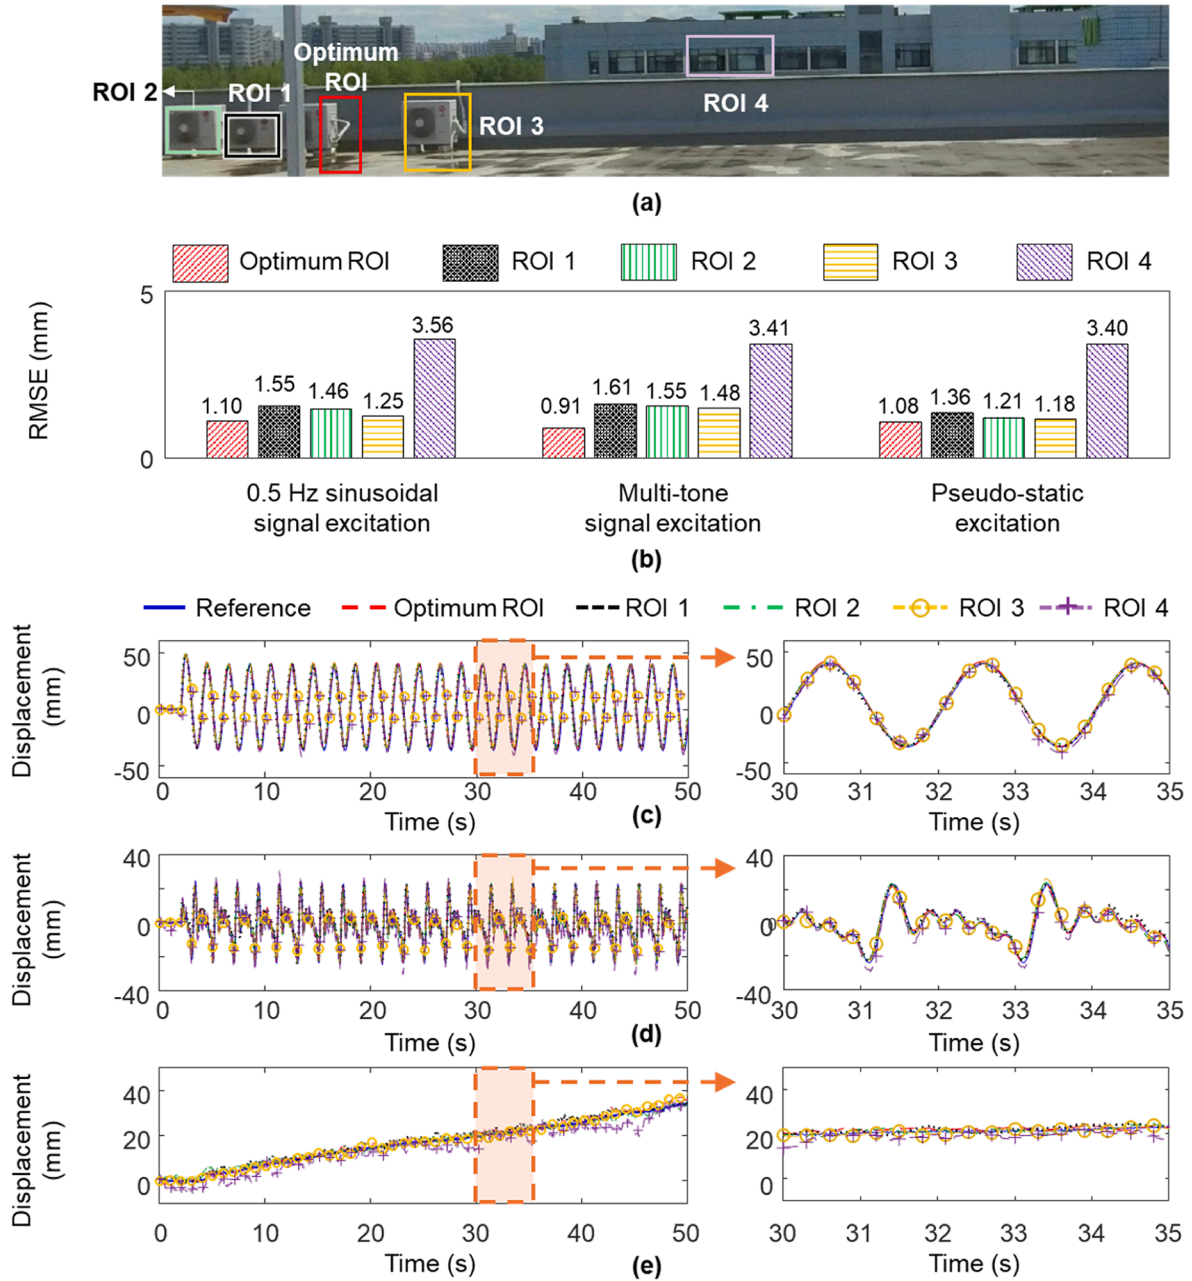 Optimum
ROI
ROI 2
ROI 1
ROI 3
ROI 4
(a)
Optimum ROI
ROI 1
ROI 2
ROI 3
ROI 4
RMSE (mm)
5
0
1.10
1.55
1.46
1.25
3.56
0.91
1.61
1.55
1.48
3.41
1.08
1.36
1.21
1.18
3.40
0.5 Hz sinusoidal
signal excitation
Multi-tone
signal excitation
Pseudo-static
excitation
(b)
Reference
Optimum ROI
ROI 1
ROI 2
ROI 3
ROI 4
Displacement
(mm)
50
0
-50
0 10 20 30 40 50
Time (s)
50
0
-50
30 31 32 33 34 35
Time (s)
(c)
Displacement
(mm)
40
0
-40
0 10 20 30 40 50
Time (s)
40
0
-40
30 31 32 33 34 35
Time (s)
(d)
Displacement
(mm)
40
20
0
0 10 20 30 40 50
Time (s)
40
20
0
30 31 32 33 34 35
Time (s)
(e)